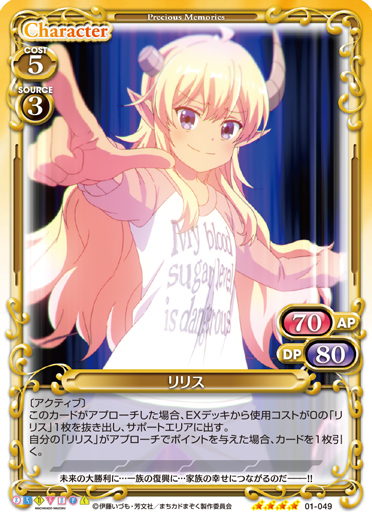 Precious Memories
Character
COST
5
SOURCE
3
My blood
sugar level
is dangerous
70 AP
DP 80
リリス
〔アクティブ〕
このカードがアプローチした場合、EXデッキから使用コストが0の「リ
リス」1枚を抜き出し、サポートエリアに出す。
自分の「リリス」がアプローチでポイントを与えた場合、カードを1枚引
く。
未来の大勝利に…一族の復興に…家族の幸せにつながるのだ――!!
©伊藤いづも・芳文社/まちカドまぞく製作委員会
★★★★ 01-049